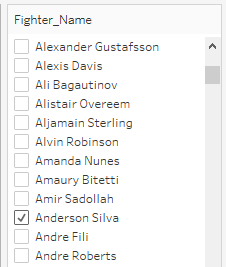 Fighter_Name
Alexander Gustafsson
Alexis Davis
Ali Bagautinov
Alistair Overeem
Aljamain Sterling
Alvin Robinson
Amanda Nunes
Amaury Bitetti
Amir Sadollah
Anderson Silva
Andre Fili
Andre Roberts